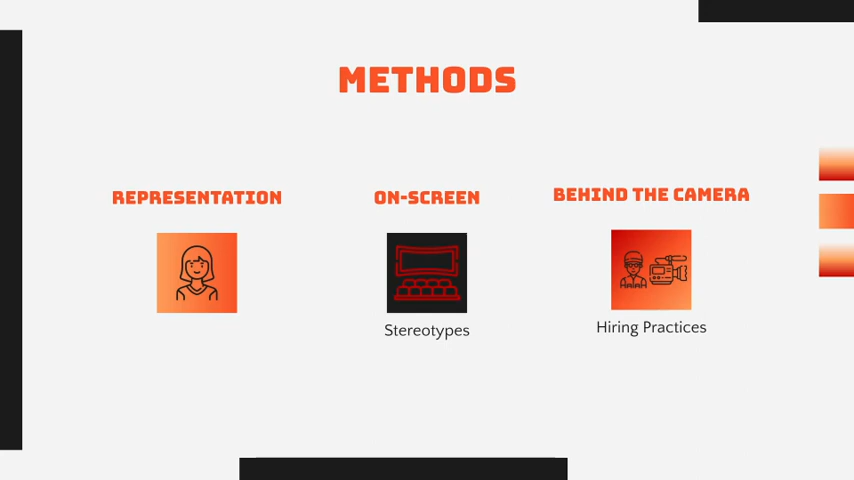 METHODS
REPRESENTATION
ON-SCREEN
BEHIND THE CAMERA
Stereotypes
Hiring Practices